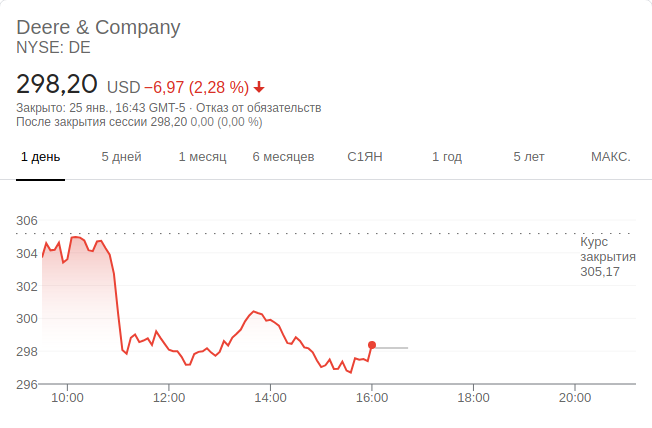 Deere & Company
NYSE: DE
298,20 USD −6,97 (2,28 %)
Закрыто: 25 янв., 16:43 GMT-5 · Отказ от обязательств
После закрытия сессии 298,20 0,00 (0,00 %)
1 день 5 дней 1 месяц 6 месяцев С1ЯН 1 год 5 лет МАКС.
306
304
302
300
298
296
Курс
закрытия
305,17
10:00 12:00 14:00 16:00 18:00 20:00